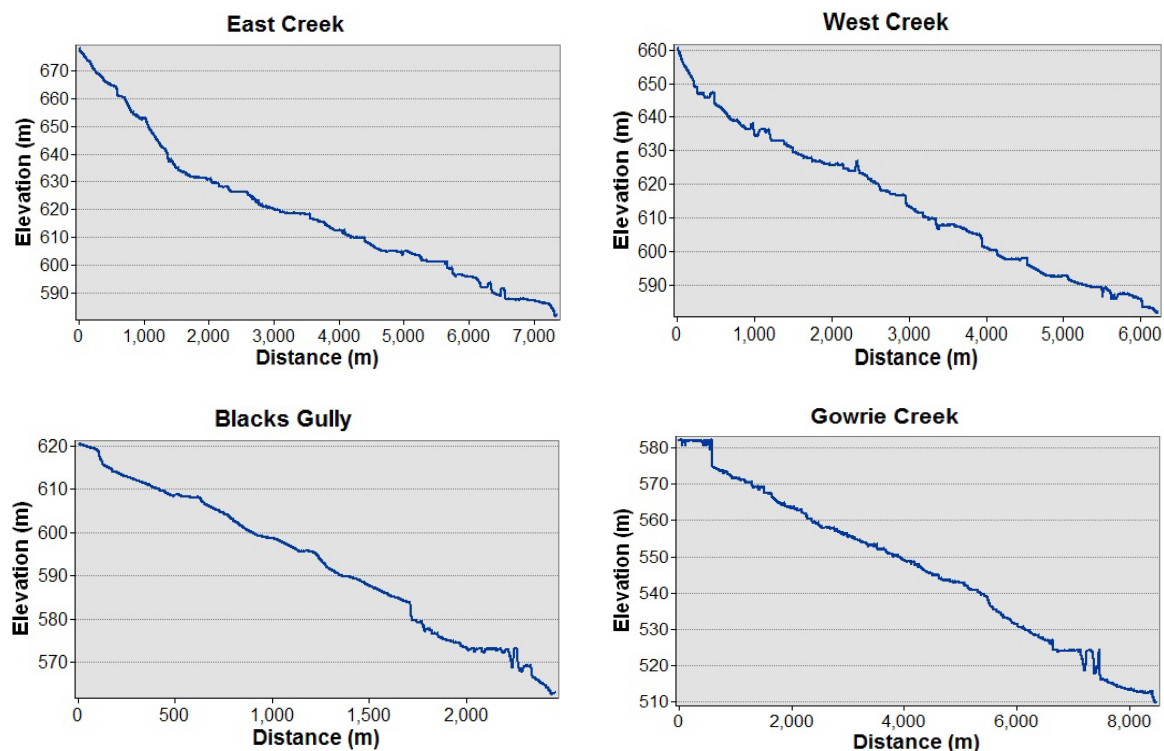 East Creek
Elevation (m)
670
660
650
640
630
620
610
600
590
0 1,000 2,000 3,000 4,000 5,000 6,000 7,000
Distance (m)
West Creek
Elevation (m)
660
650
640
630
620
610
600
590
0 1,000 2,000 3,000 4,000 5,000 6,000
Distance (m)
Blacks Gully
Elevation (m)
620
610
600
590
580
570
0 500 1,000 1,500 2,000
Distance (m)
Gowrie Creek
Elevation (m)
580
570
560
550
540
530
520
510
0 2,000 4,000 6,000 8,000
Distance (m)